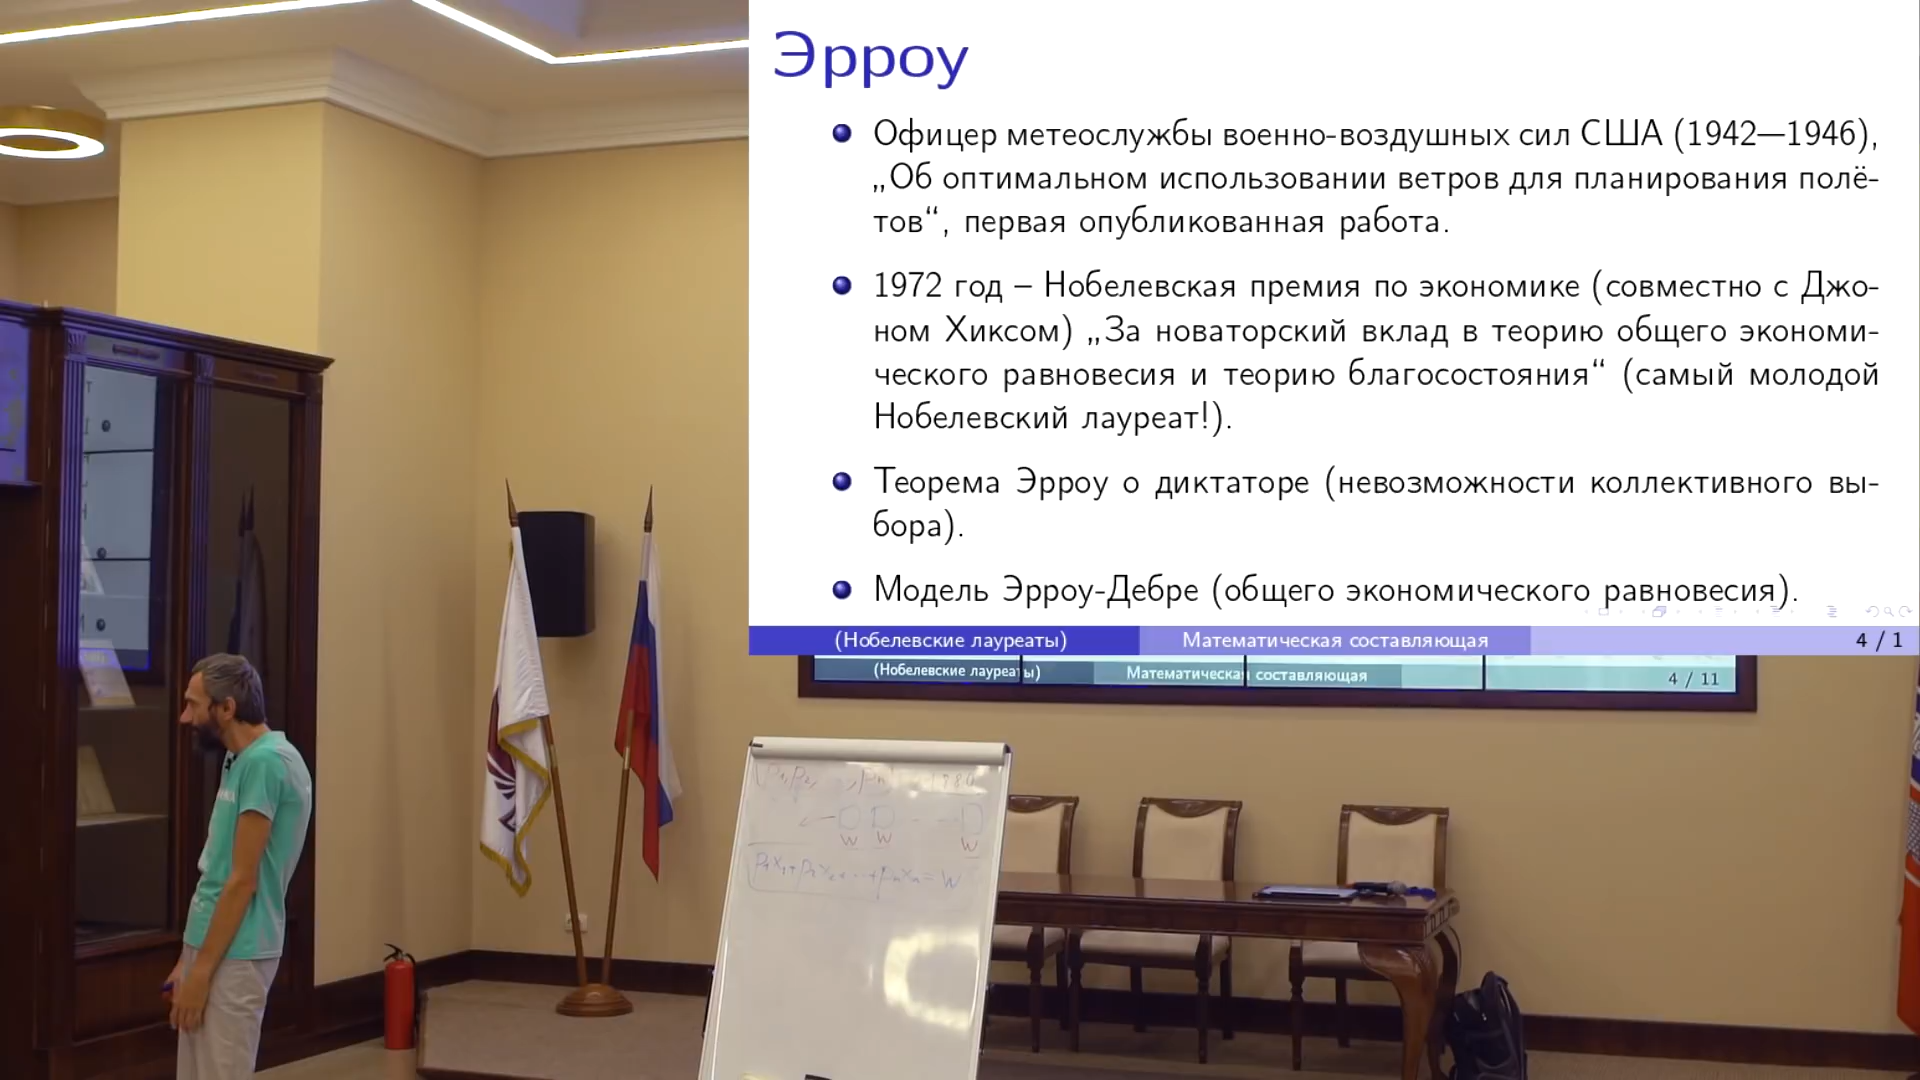 Эрроу
Офицер метеослужбы военно-воздушных сил США (1942—1946),
„Об оптимальном использовании ветров для планирования полё-
тов“, первая опубликованная работа.
1972 год – Нобелевская премия по экономике (совместно с Джо-
ном Хиксом) „За новаторский вклад в теорию общего экономи-
ческого равновесия и теорию благосостояния“ (самый молодой
Нобелевский лауреат!).
Теорема Эрроу о диктаторе (невозможности коллективного вы-
бора).
Модель Эрроу-Дебре (общего экономического равновесия).
(Нобелевские лауреаты) Математическая составляющая 4 / 1
(Нобелевские лауреаты) Математическая составляющая 4 / 11
W W W